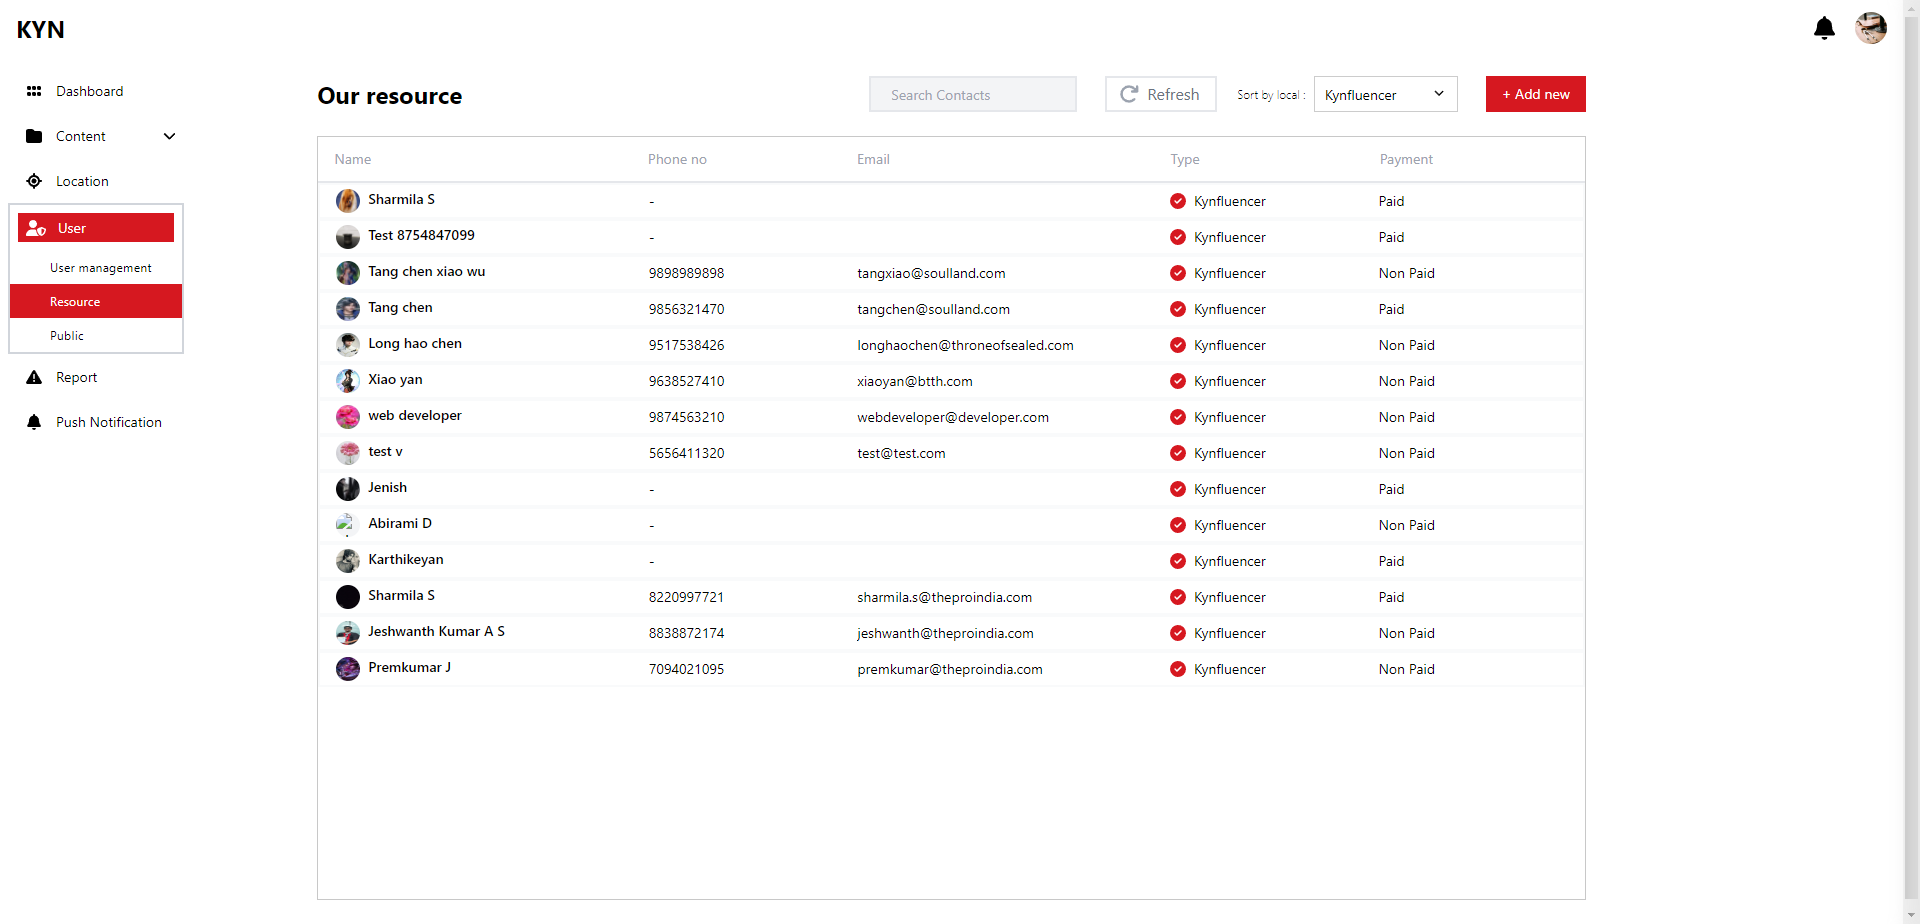 KYN
Dashboard
Content
Location
User
User management
Resource
Public
Report
Push Notification
Our resource
Search Contacts
Refresh
Sort by local :
Kynfluencer
+ Add new
Name Phone no Email Type Payment
Sharmila S - Kynfluencer Paid
Test 8754847099 - Kynfluencer Paid
Tang chen xiao wu 9898989898 tangxiao@soulland.com Kynfluencer Non Paid
Tang chen 9856321470 tangchen@soulland.com Kynfluencer Paid
Long hao chen 9517538426 longhaochen@throneofsealed.com Kynfluencer Non Paid
Xiao yan 9638527410 xiaoyan@btth.com Kynfluencer Non Paid
web developer 9874563210 webdeveloper@developer.com Kynfluencer Non Paid
test v 5656411320 test@test.com Kynfluencer Non Paid
Jenish - Kynfluencer Paid
Abirami D - Kynfluencer Non Paid
Karthikeyan - Kynfluencer Paid
Sharmila S 8220997721 sharmila.s@theproindia.com Kynfluencer Paid
Jeshwanth Kumar A S 8838872174 jeshwanth@theproindia.com Kynfluencer Non Paid
Premkumar J 7094021095 premkumar@theproindia.com Kynfluencer Non Paid